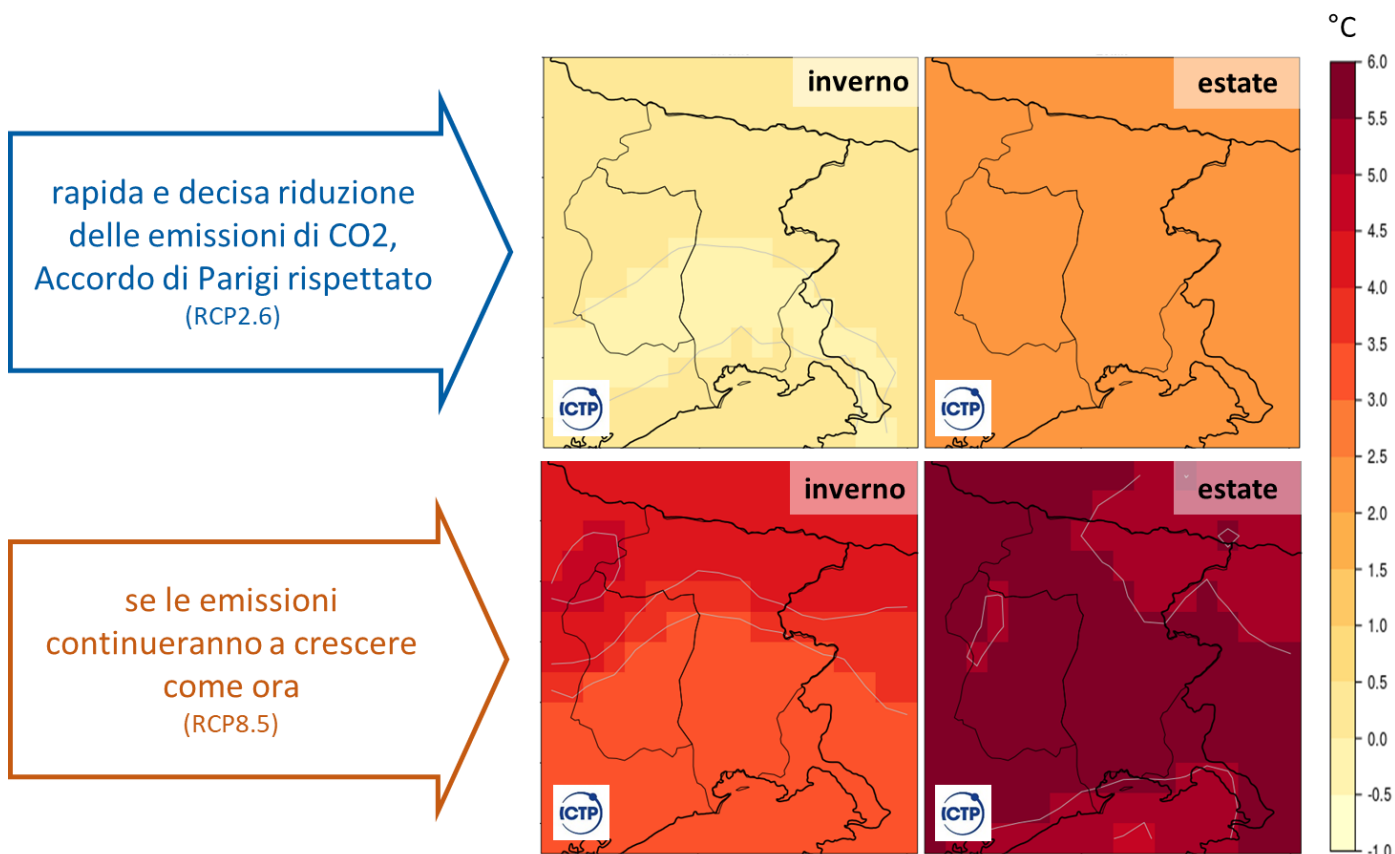 °C
inverno
estate
rapida e decisa riduzione
delle emissioni di CO2,
Accordo di Parigi rispettato
(RCP2.6)
ICTP
ICTP
inverno
estate
se le emissioni
continueranno a crescere
come ora
(RCP8.5)
ICTP
ICTP
6.0
5.5
5.0
4.5
4.0
3.5
3.0
2.5
2.0
1.5
1.0
0.5
0.0
-0.5
-1.0